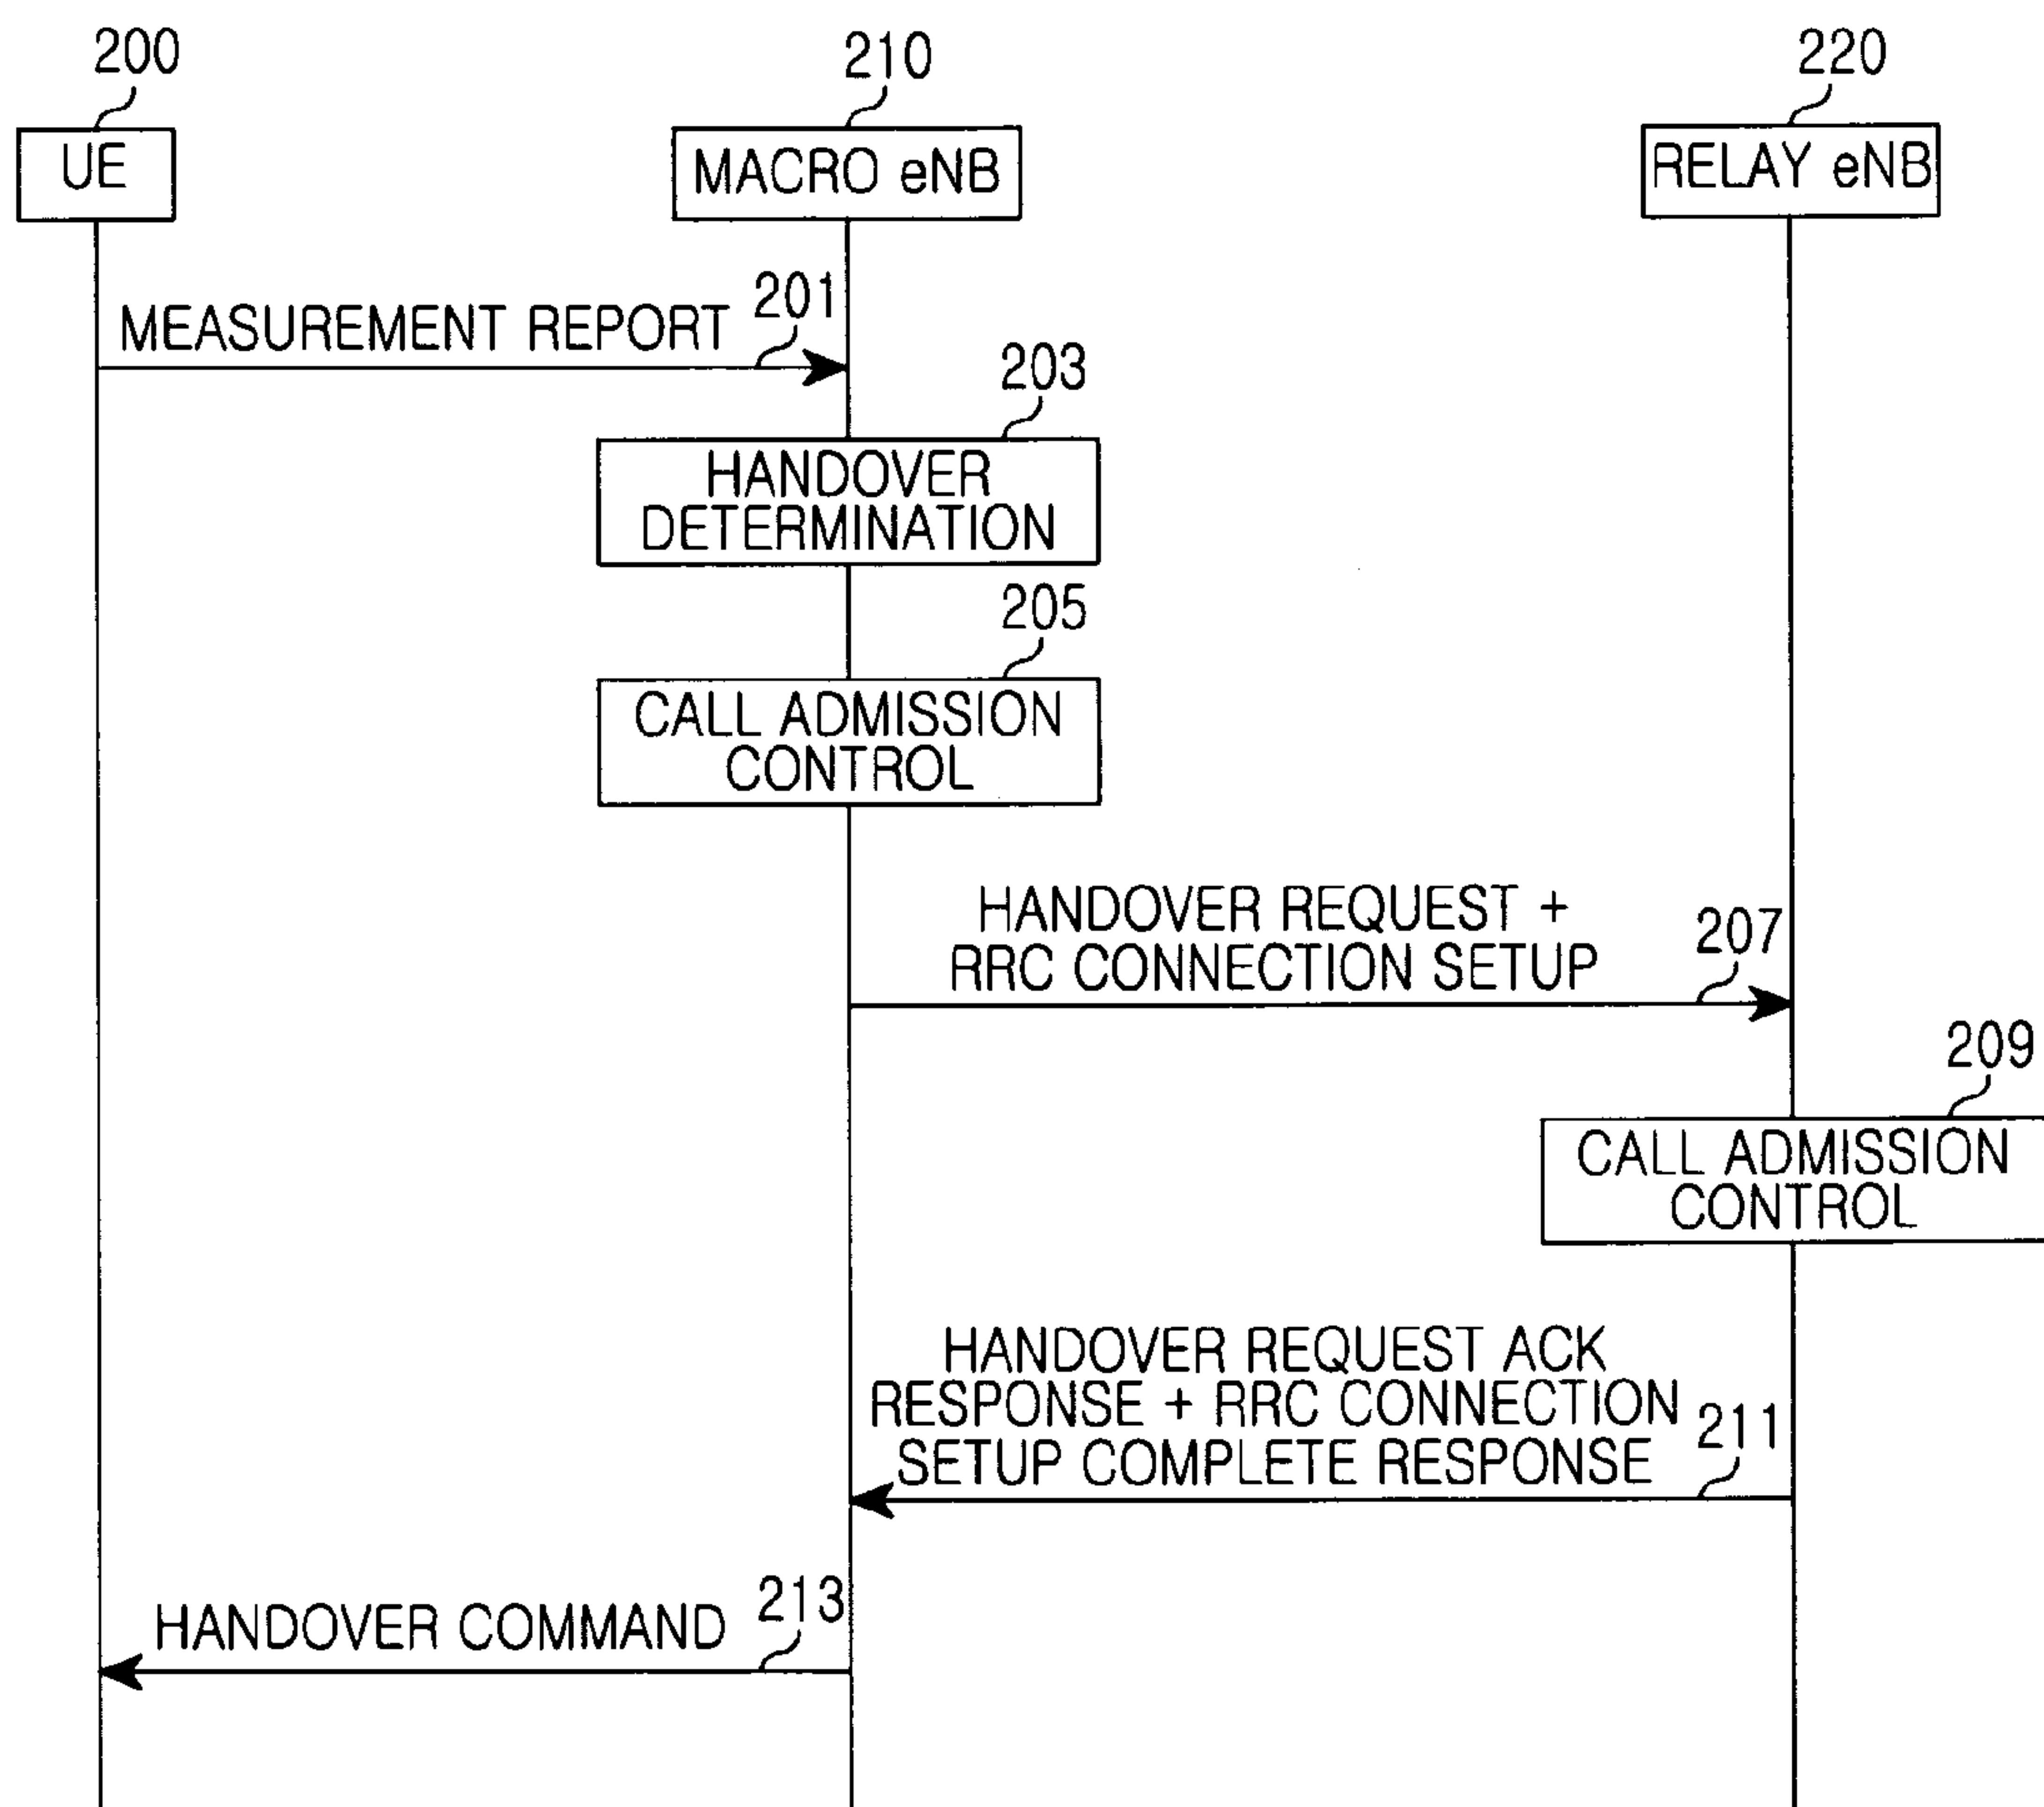 200
210
220
UE
MACRO eNB
RELAY eNB
MEASUREMENT REPORT
201
203
HANDOVER
DETERMINATION
205
CALL ADMISSION
CONTROL
HANDOVER REQUEST +
RRC CONNECTION SETUP
207
209
CALL ADMISSION
CONTROL
HANDOVER REQUEST ACK
RESPONSE + RRC CONNECTION
SETUP COMPLETE RESPONSE
211
HANDOVER COMMAND
213